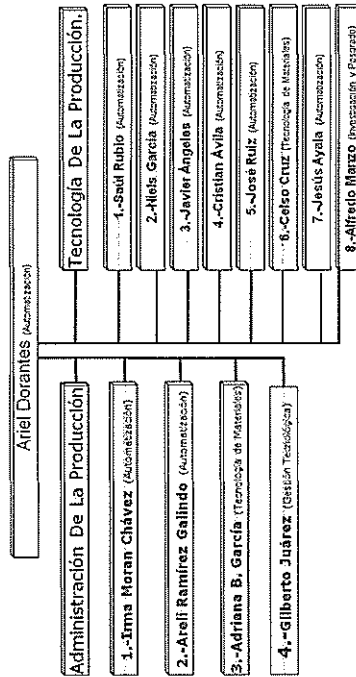 Ariel Dorantes (Automatización)
Administración De La Producción
1.-Irma Moran Chávez (Automatización)
2.-Areli Ramírez Galindo (Automatización)
3.-Adriana B. García (Tecnología de Materiales)
4.-Gilberto Juárez (Gestión Tecnológica)
Tecnología De La Producción.
1.-Saúl Rubio (Automatización)
2.-Niels García (Automatización)
3.-Javier Ángeles (Automatización)
4.-Cristian Ávila (Automatización)
5.-José Ruiz (Automatización)
6.-Celso Cruz (Tecnología de Materiales)
7.-Jesús Ayala (Automatización)
8.-Alfredo Manzo (Investigación y Posgrado)